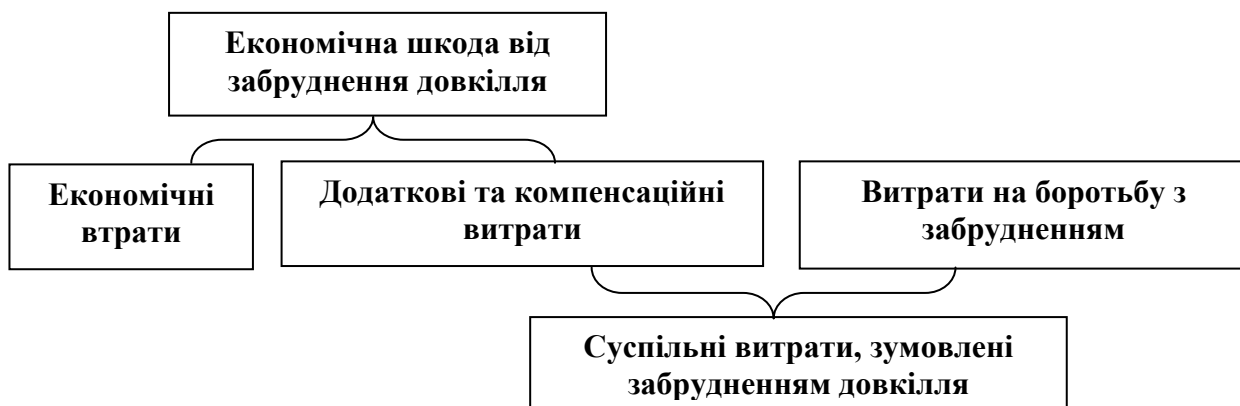 Економічна шкода від
забруднення довкілля
Економічні
втрати
Додаткові та компенсаційні
витрати
Витрати на боротьбу з
забрудненням
Суспільні витрати, зумовлені
забрудненням довкілля